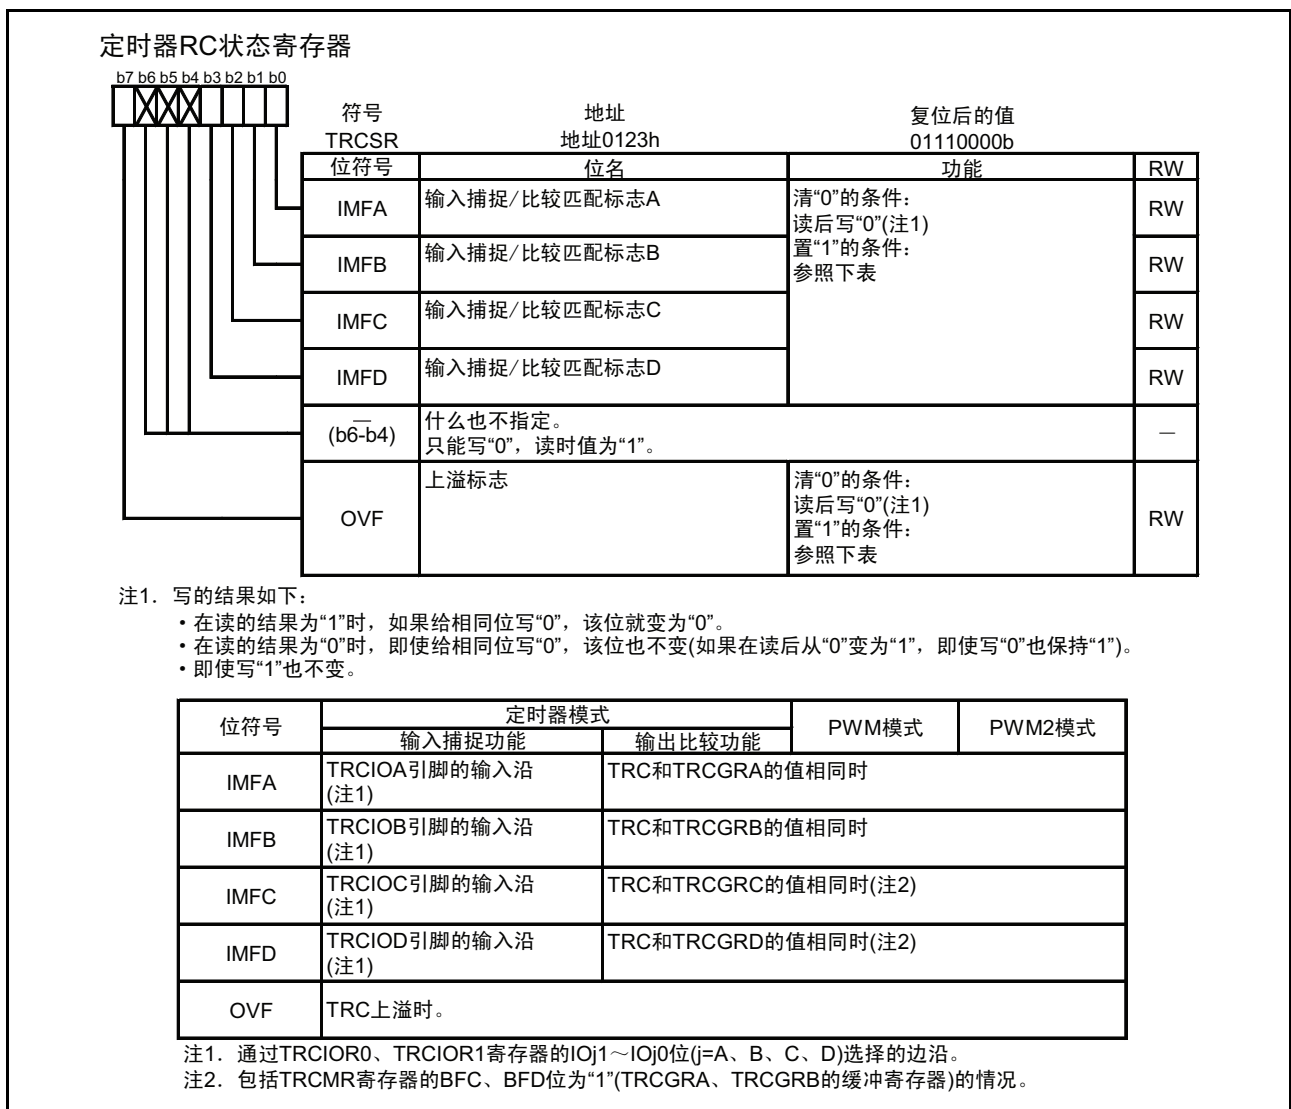 定时器RC状态寄存器
b7 b6 b5 b4 b3 b2 b1 b0
符号 地址 复位后的值
TRCSR 地址0123h 01110000b
位符号 位名 功能 RW
IMFA 输入捕捉/比较匹配标志A 清“0”的条件：
读后写“0”(注1)
置“1”的条件：
参照下表 RW
IMFB 输入捕捉/比较匹配标志B RW
IMFC 输入捕捉/比较匹配标志C RW
IMFD 输入捕捉/比较匹配标志D RW
—
(b6-b4) 什么也不指定。
只能写“0”，读时值为“1”。 —
OVF 上溢标志 清“0”的条件：
读后写“0”(注1)
置“1”的条件：
参照下表 RW
注1．写的结果如下：
・在读的结果为“1”时，如果给相同位写“0”，该位就变为“0”。
・在读的结果为“0”时，即使给相同位写“0”，该位也不变(如果在读后从“0”变为“1”，即使写“0”也保持“1”)。
・即使写“1”也不变。
位符号 定时器模式 PWM模式 PWM2模式
输入捕捉功能 输出比较功能
IMFA TRCIOA引脚的输入沿
(注1) TRC和TRCGRA的值相同时
IMFB TRCIOB引脚的输入沿
(注1) TRC和TRCGRB的值相同时
IMFC TRCIOC引脚的输入沿
(注1) TRC和TRCGRC的值相同时(注2)
IMFD TRCIOD引脚的输入沿
(注1) TRC和TRCGRD的值相同时(注2)
OVF TRC上溢时。
注1．通过TRCIOR0、TRCIOR1寄存器的IOj1～IOj0位(j=A、B、C、D)选择的边沿。
注2．包括TRCMR寄存器的BFC、BFD位为“1”(TRCGRA、TRCGRB的缓冲寄存器)的情况。